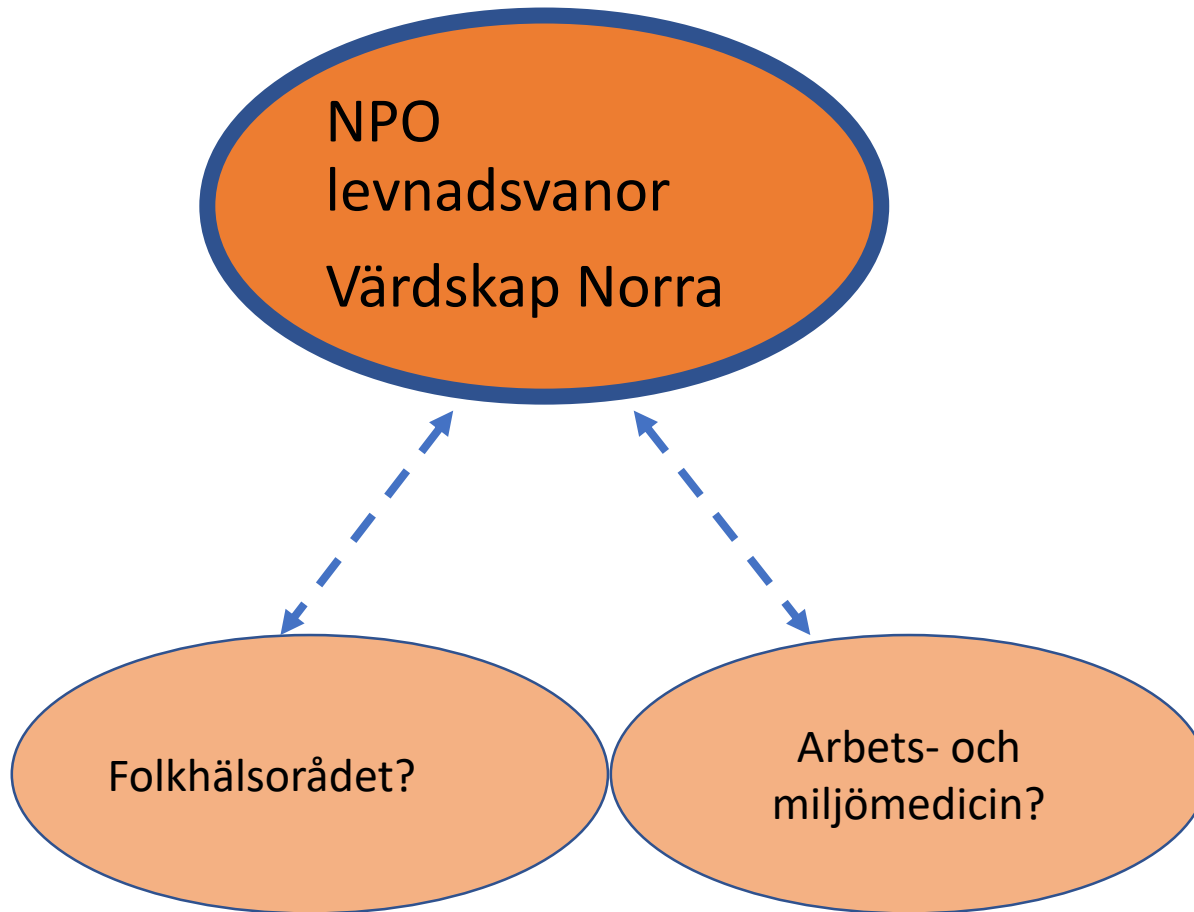 NPO
levnadsvanor
Värdskap Norra
Folkhälsorådet?
Arbets- och
miljömedicin?